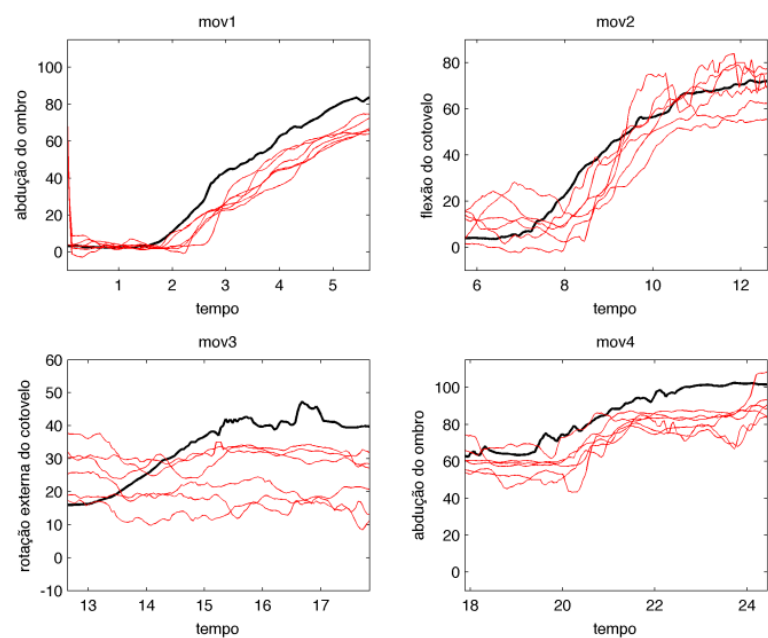 mov1
abdução do ombro
100
80
60
40
20
0
1 2 3 4 5
tempo
mov2
flexão do cotovelo
80
60
40
20
0
6 8 10 12
tempo
mov3
rotação externa do cotovelo
60
50
40
30
20
10
0
-10
13 14 15 16 17
tempo
mov4
abdução do ombro
100
80
60
40
20
0
18 20 22 24
tempo